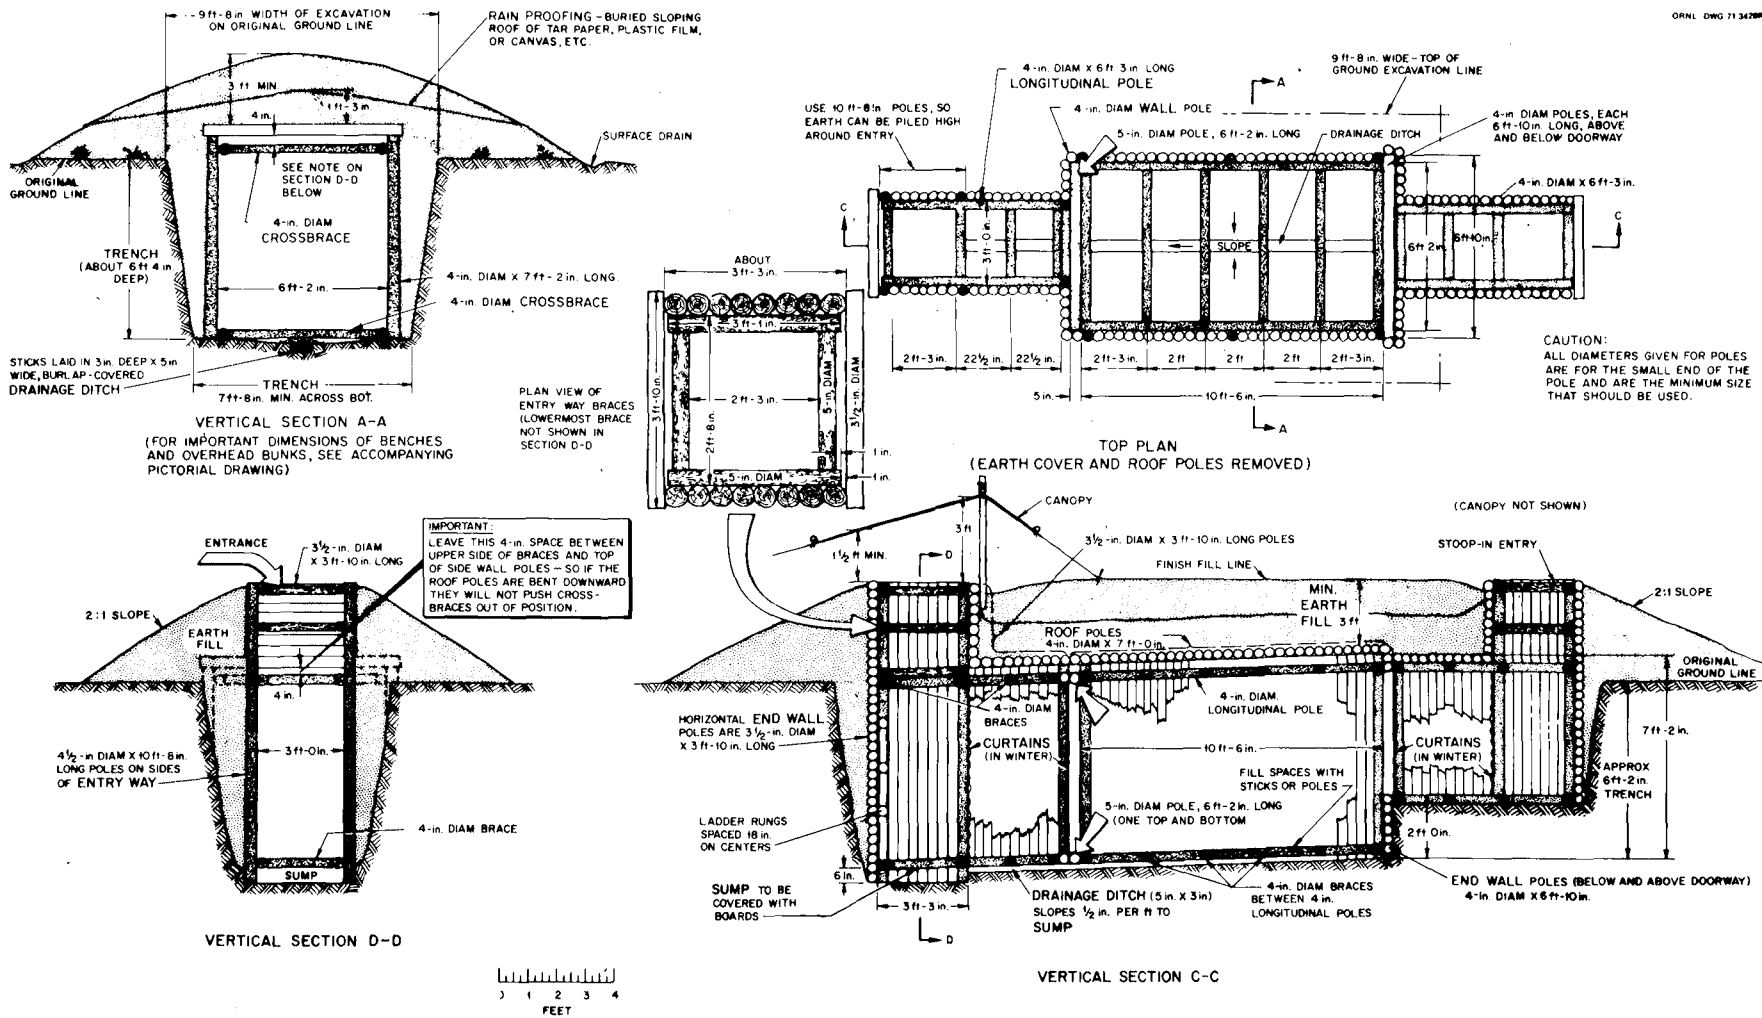 ORNL DWG 71
9 ft-8 in. WIDTH OF EXCAVATION
ON ORIGINAL GROUND LINE
RAIN PROOFING - BURIED SLOPING
ROOF OF TAR PAPER, PLASTIC FILM,
OR CANVAS, ETC.
3 ft MIN.
1 ft-3 in.
4 in.
SURFACE DRAIN
SEE NOTE ON
SECTION D-D
BELOW
ORIGINAL
GROUND LINE
4-in. DIAM
CROSSBRACE
TRENCH
(ABOUT 6 ft 4 in
DEEP)
4-in. DIAM X 7 ft-2 in. LONG.
6 ft-2 in.
4-in. DIAM CROSSBRACE
STICKS LAID IN 3 in. DEEP X 5 in
WIDE, BURLAP-COVERED
DRAINAGE DITCH
TRENCH
7 ft-8 in. MIN. ACROSS BOT.
VERTICAL SECTION A-A
(FOR IMPORTANT DIMENSIONS OF BENCHES
AND OVERHEAD BUNKS, SEE ACCOMPANYING
PICTORIAL DRAWING)
4-in. DIAM X 6 ft 3 in LONG
LONGITUDINAL POLE
9 ft-8 in. WIDE-TOP OF
GROUND EXCAVATION LINE
A
USE 10 ft-8 in POLES, SO
EARTH CAN BE PILED HIGH
AROUND ENTRY
4-in. DIAM WALL POLE
5-in. DIAM POLE, 6 ft-2 in. LONG
DRAINAGE DITCH
4-in DIAM POLES, EACH
6 ft-10 in. LONG, ABOVE
AND BELOW DOORWAY
4-in. DIAM X 6 ft-3 in.
C
C
3 ft-0 in.
SLOPE
6 ft 2 in.
6 ft 10 in.
2 ft-3 in.
22½ in.
22½ in.
2 ft-3 in.
2 ft
2 ft
2 ft
2 ft-3 in.
5 in.
10 ft-6 in.
A
CAUTION:
ALL DIAMETERS GIVEN FOR POLES
ARE FOR THE SMALL END OF THE
POLE AND ARE THE MINIMUM SIZE
THAT SHOULD BE USED.
TOP PLAN
(EARTH COVER AND ROOF POLES REMOVED)
ABOUT
3 ft-3 in.
3 ft-1 in.
3 ft-10 in.
2 ft-8 in.
2 ft-3 in.
5-in. DIAM
3½-in. DIAM
1 in.
5-in. DIAM
1 in.
PLAN VIEW OF
ENTRY WAY BRACES
(LOWERMOST BRACE
NOT SHOWN IN
SECTION D-D
ENTRANCE
3½-in. DIAM
X 3 ft-10 in. LONG
IMPORTANT:
LEAVE THIS 4-in. SPACE BETWEEN
UPPER SIDE OF BRACES AND TOP
OF SIDE WALL POLES - SO IF THE
ROOF POLES ARE BENT DOWNWARD
THEY WILL NOT PUSH CROSS-
BRACES OUT OF POSITION.
2:1 SLOPE
EARTH
FILL
4 in.
3 ft-0 in.
4½-in DIAM X 10 ft-8 in.
LONG POLES ON SIDES
OF ENTRY WAY
4-in. DIAM BRACE
SUMP
VERTICAL SECTION D-D
1 2 3 4
FEET
CANOPY
3 ft
1½ ft MIN.
D
3½-in. DIAM X 3 ft-10 in. LONG POLES
FINISH FILL LINE
(CANOPY NOT SHOWN)
STOOP-IN ENTRY
2:1 SLOPE
MIN.
EARTH
FILL 3 ft
ROOF POLES
4-in. DIAM X 7 ft-0 in.
ORIGINAL
GROUND LINE
4-in. DIAM
BRACES
4-in. DIAM.
LONGITUDINAL POLE
HORIZONTAL END WALL
POLES ARE 3½-in. DIAM
X 3 ft-10 in. LONG
CURTAINS
(IN WINTER)
10 ft-6 in.
CURTAINS
(IN WINTER)
7 ft-2 in.
APPROX
6 ft-2 in.
TRENCH
FILL SPACES WITH
STICKS OR POLES
LADDER RUNGS
SPACED 18 in.
ON CENTERS
5-in. DIAM POLE, 6 ft-2 in. LONG
(ONE TOP AND BOTTOM
2 ft 0 in.
6 in.
SUMP TO BE
COVERED WITH
BOARDS
3 ft-3 in.
DRAINAGE DITCH (5 in. X 3 in)
SLOPES ½ in. PER ft TO
SUMP
4-in. DIAM BRACES
BETWEEN 4 in.
LONGITUDINAL POLES
END WALL POLES (BELOW AND ABOVE DOORWAY)
4-in. DIAM X 6 ft-10 in.
D
VERTICAL SECTION C-C